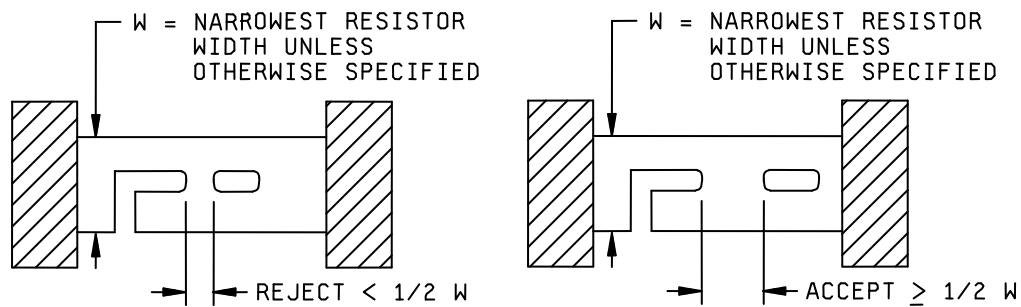 W = NARROWEST RESISTOR
WIDTH UNLESS
OTHERWISE SPECIFIED
REJECT < 1/2 W
W = NARROWEST RESISTOR
WIDTH UNLESS
OTHERWISE SPECIFIED
ACCEPT ≥ 1/2 W